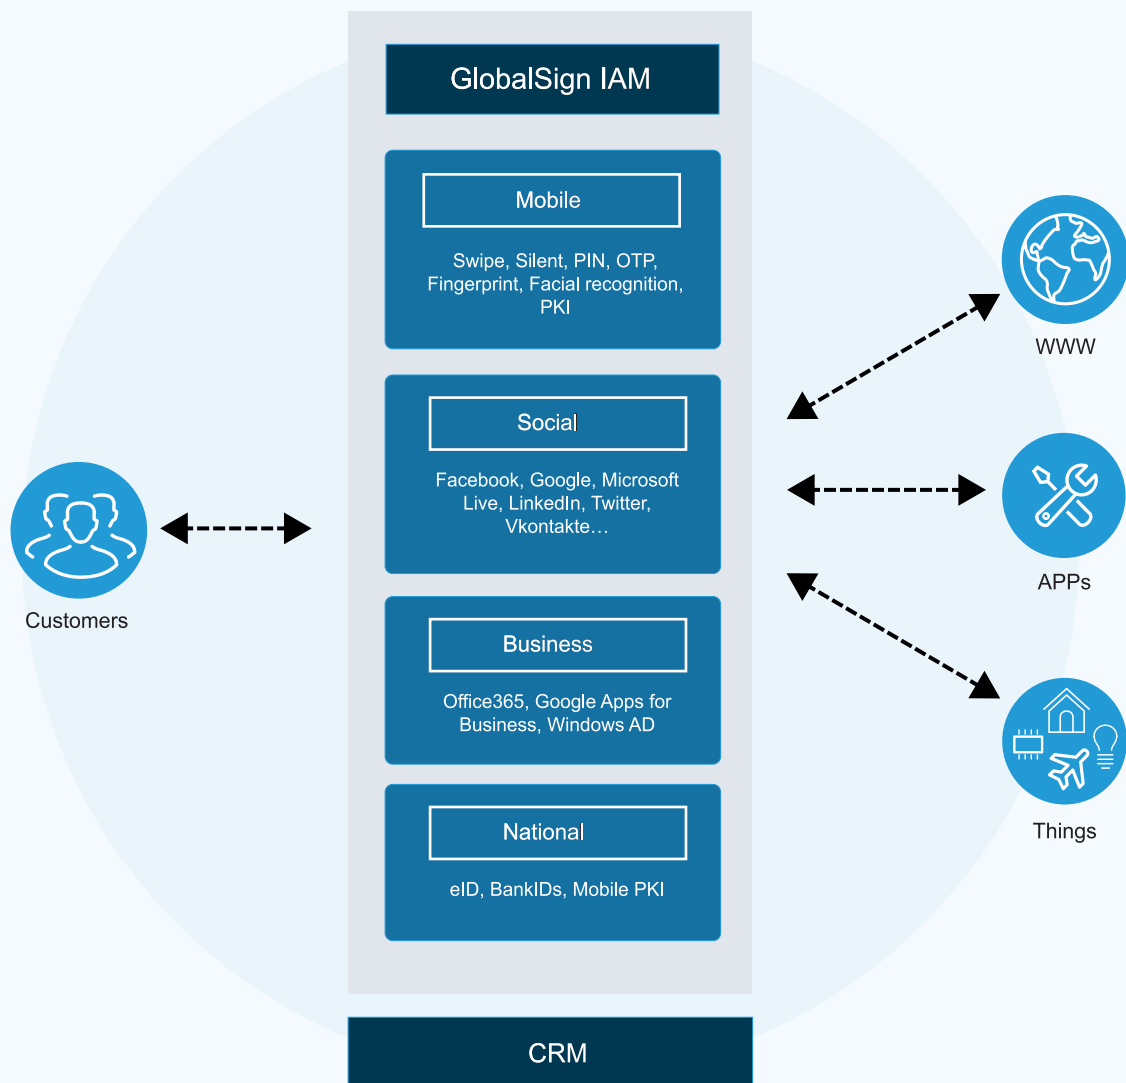 GlobalSign IAM
Mobile
Swipe, Silent, PIN, OTP,
Fingerprint, Facial recognition,
PKI
Social
Facebook, Google, Microsoft
Live, LinkedIn, Twitter,
Vkontakte…
Business
Office365, Google Apps for
Business, Windows AD
National
eID, BankIDs, Mobile PKI
CRM
Customers
WWW
APPs
Things